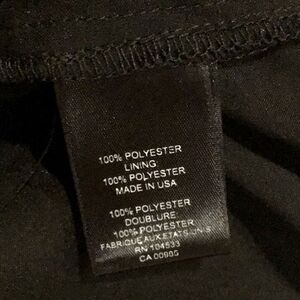 100% POLYESTER
LINING
100% POLYESTER
MADE IN USA
100% POLYESTER
DOUBLURE:
100% POLYESTER
FABRIQUE AUX ETATS-UNIS
RN 104533
CA 00985